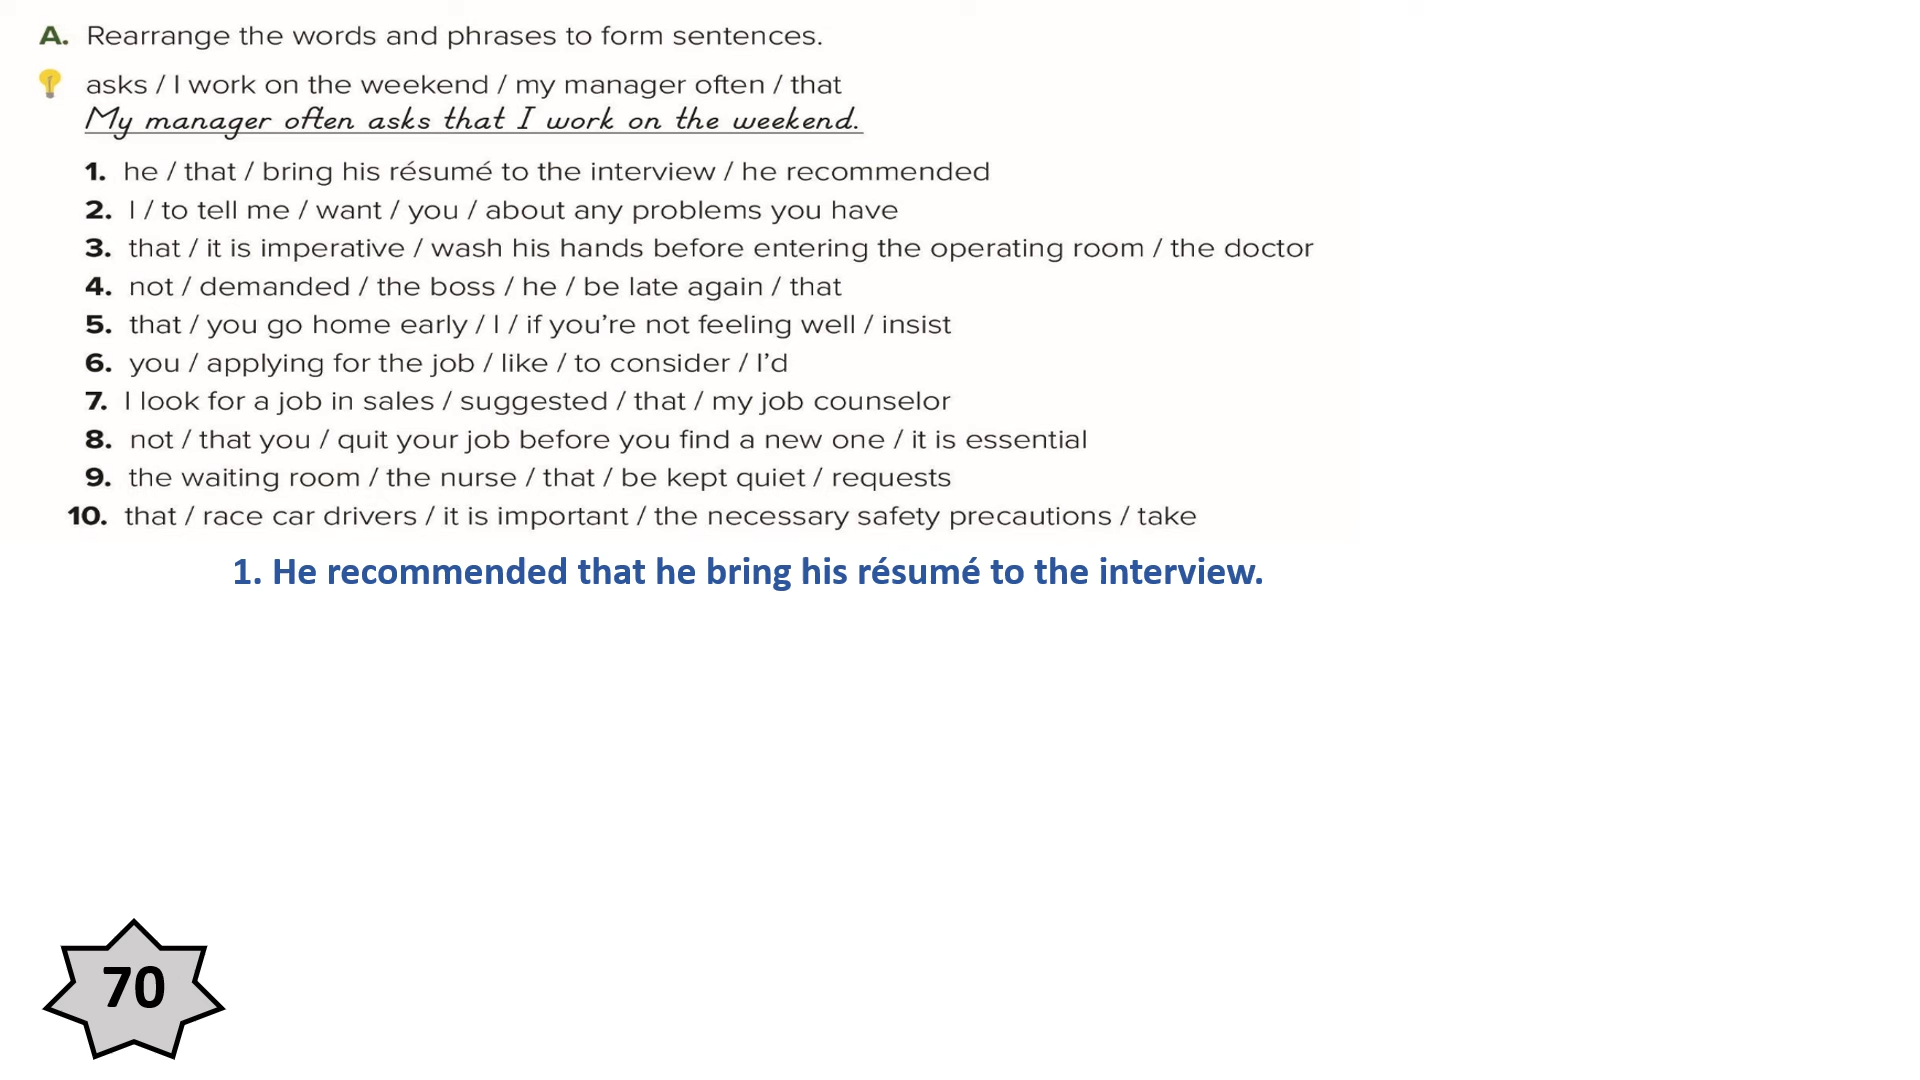 A. Rearrange the words and phrases to form sentences.
asks / I work on the weekend / my manager often / that
My manager often asks that I work on the weekend.
1. he / that / bring his résumé to the interview / he recommended
2. I / to tell me / want / you / about any problems you have
3. that / it is imperative / wash his hands before entering the operating room / the doctor
4. not / demanded / the boss / he / be late again / that
5. that / you go home early / I / if you’re not feeling well / insist
6. you / applying for the job / like / to consider / I’d
7. I look for a job in sales / suggested / that / my job counselor
8. not / that you / quit your job before you find a new one / it is essential
9. the waiting room / the nurse / that / be kept quiet / requests
10. that / race car drivers / it is important / the necessary safety precautions / take
1. He recommended that he bring his résumé to the interview.
70